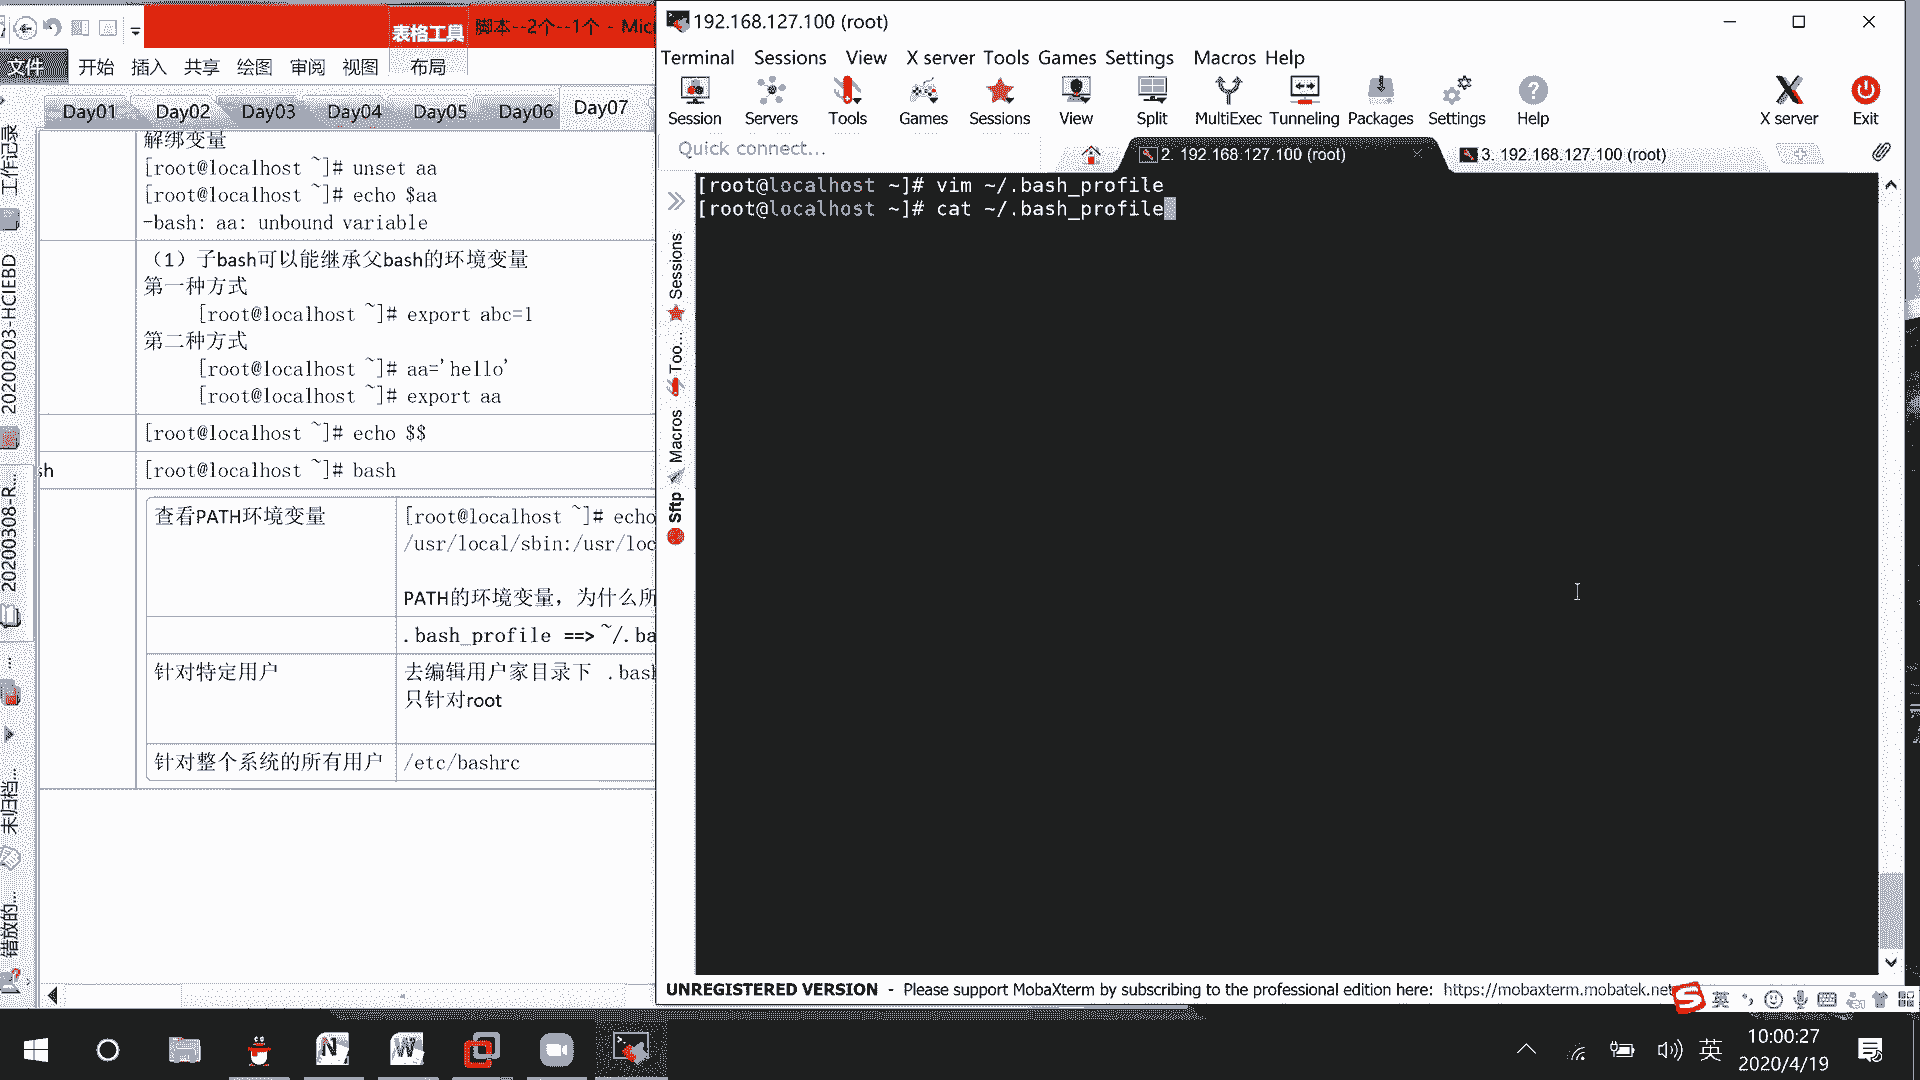 表格工具
脚本--2个--1个 - Mic
文件 开始 插入 共享 绘图 审阅 视图 布局
Day01 Day02 Day03 Day04 Day05 Day06 Day07
工作记录
20200203-HCIEBD
20200308-R...
...
未归档...
错放的...
解绑变量
[root@localhost ~]# unset aa
[root@localhost ~]# echo $aa
-bash: aa: unbound variable
（1）子bash可以能继承父bash的环境变量
第一种方式
[root@localhost ~]# export abc=1
第二种方式
[root@localhost ~]# aa='hello'
[root@localhost ~]# export aa
[root@localhost ~]# echo $$
sh
[root@localhost ~]# bash
查看PATH环境变量
[root@localhost ~]# echo
/usr/local/sbin:/usr/loc
PATH的环境变量，为什么所
.bash_profile ==> ~/.ba
针对特定用户
去编辑用户家目录下 .bash
只针对root
针对整个系统的所有用户
/etc/bashrc
192.168.127.100 (root)
Terminal Sessions View X server Tools Games Settings Macros Help
Session Servers Tools Games Sessions View Split MultiExec Tunneling Packages Settings Help X server Exit
Quick connect...
2. 192.168.127.100 (root)
3. 192.168.127.100 (root)
Sessions
Too...
Macros
Sftp
[root@localhost ~]# vim ~/.bash_profile
[root@localhost ~]# cat ~/.bash_profile
UNREGISTERED VERSION - Please support MobaXterm by subscribing to the professional edition here: https://mobaxterm.mobatek.net
英
英
10:00:27
2020/4/19